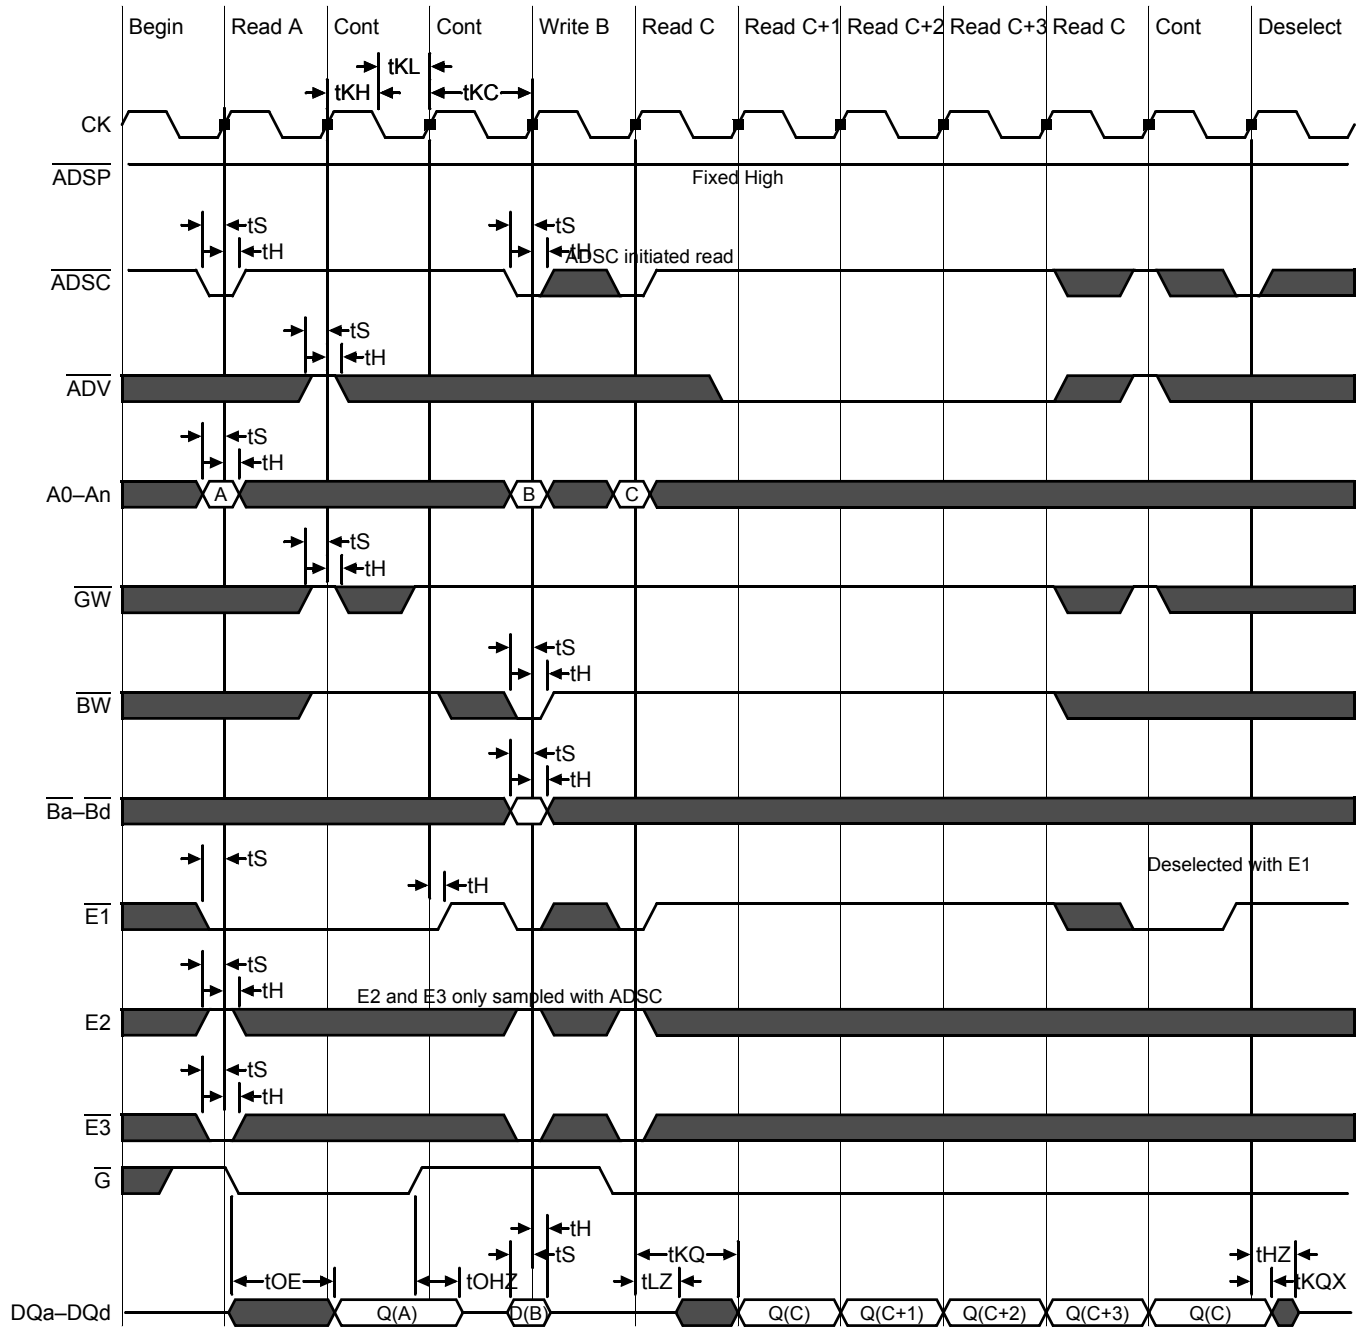 Begin Read A Cont Cont Write B Read C Read C+1 Read C+2 Read C+3 Read C Cont Deselect
tKL
tKH tKC
CK
ADSP
Fixed High
tS tS
tH tH
ADSC initiated read
ADSC
tS
tH
ADV
tS
tH
A0–An A B C
tS
tH
GW
tS
tH
BW
tS
tH
Ba–Bd
tS Deselected with E1
tH
E1
tS
tH
E2 and E3 only sampled with ADSC
E2
tS
tH
E3
G
tH
tS tKQ tHZ
tOE tOHZ tLZ tKQX
DQa–DQd Q(A) D(B) Q(C) Q(C+1) Q(C+2) Q(C+3) Q(C)